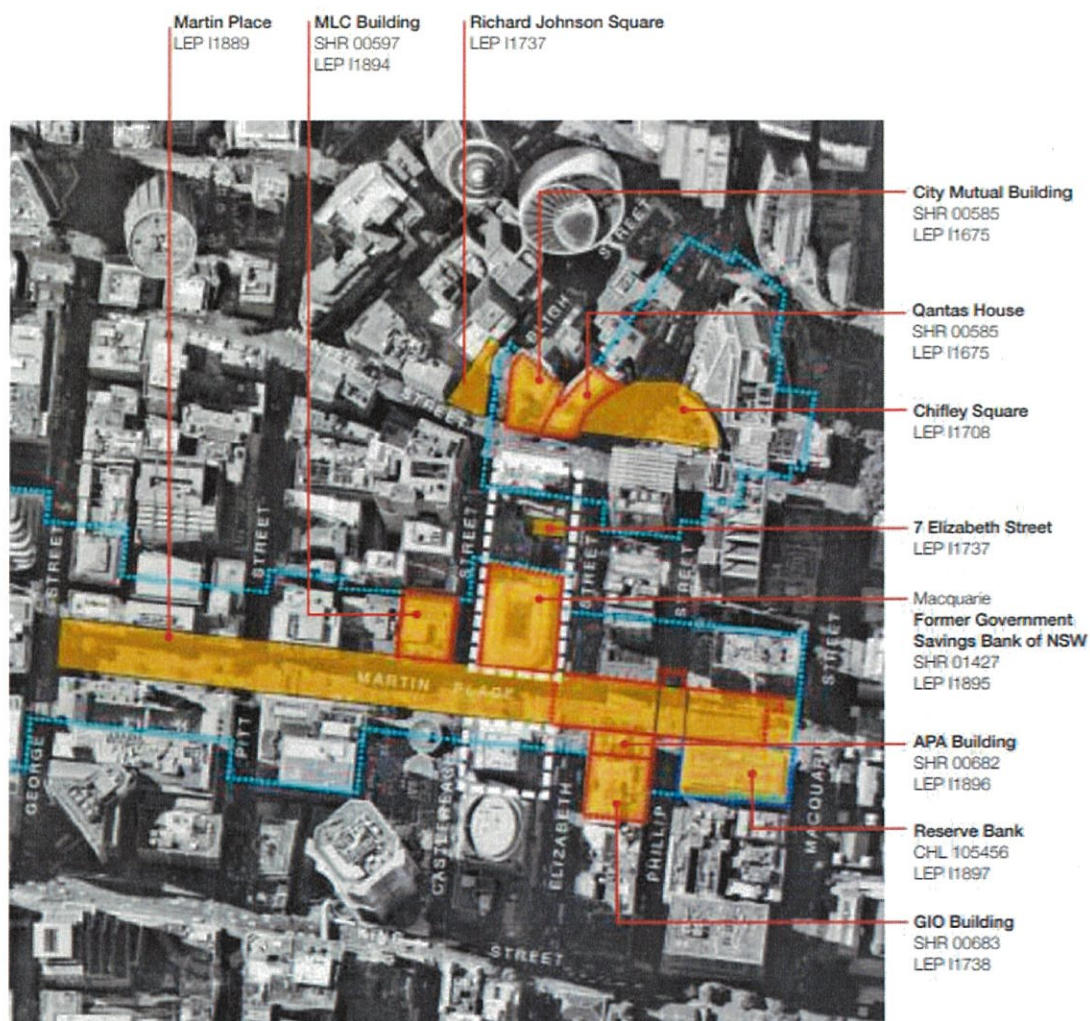 Martin Place
LEP I1889
MLC Building
SHR 00597
LEP I1894
Richard Johnson Square
LEP I1737
City Mutual Building
SHR 00585
LEP I1675
Qantas House
SHR 00585
LEP I1675
Chifley Square
LEP I1708
7 Elizabeth Street
LEP I1737
Macquarie
Former Government
Savings Bank of NSW
SHR 01427
LEP I1895
APA Building
SHR 00682
LEP I1896
Reserve Bank
CHL 105456
LEP I1897
GIO Building
SHR 00683
LEP I1738
STREET
BLIGH
STREET
STREET
STREET
STREET
STREET
STREET
STREET
MARTIN PLACE
GEORGE
PITT
CASTLEREAGH
ELIZABETH
PHILLIP
MACQUARIE
KING
STREET